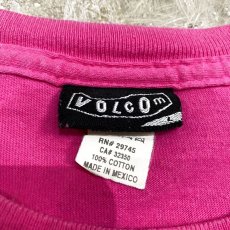 VOLCOM
L
RN# 29745
CA# 32350
100% COTTON
MADE IN MEXICO